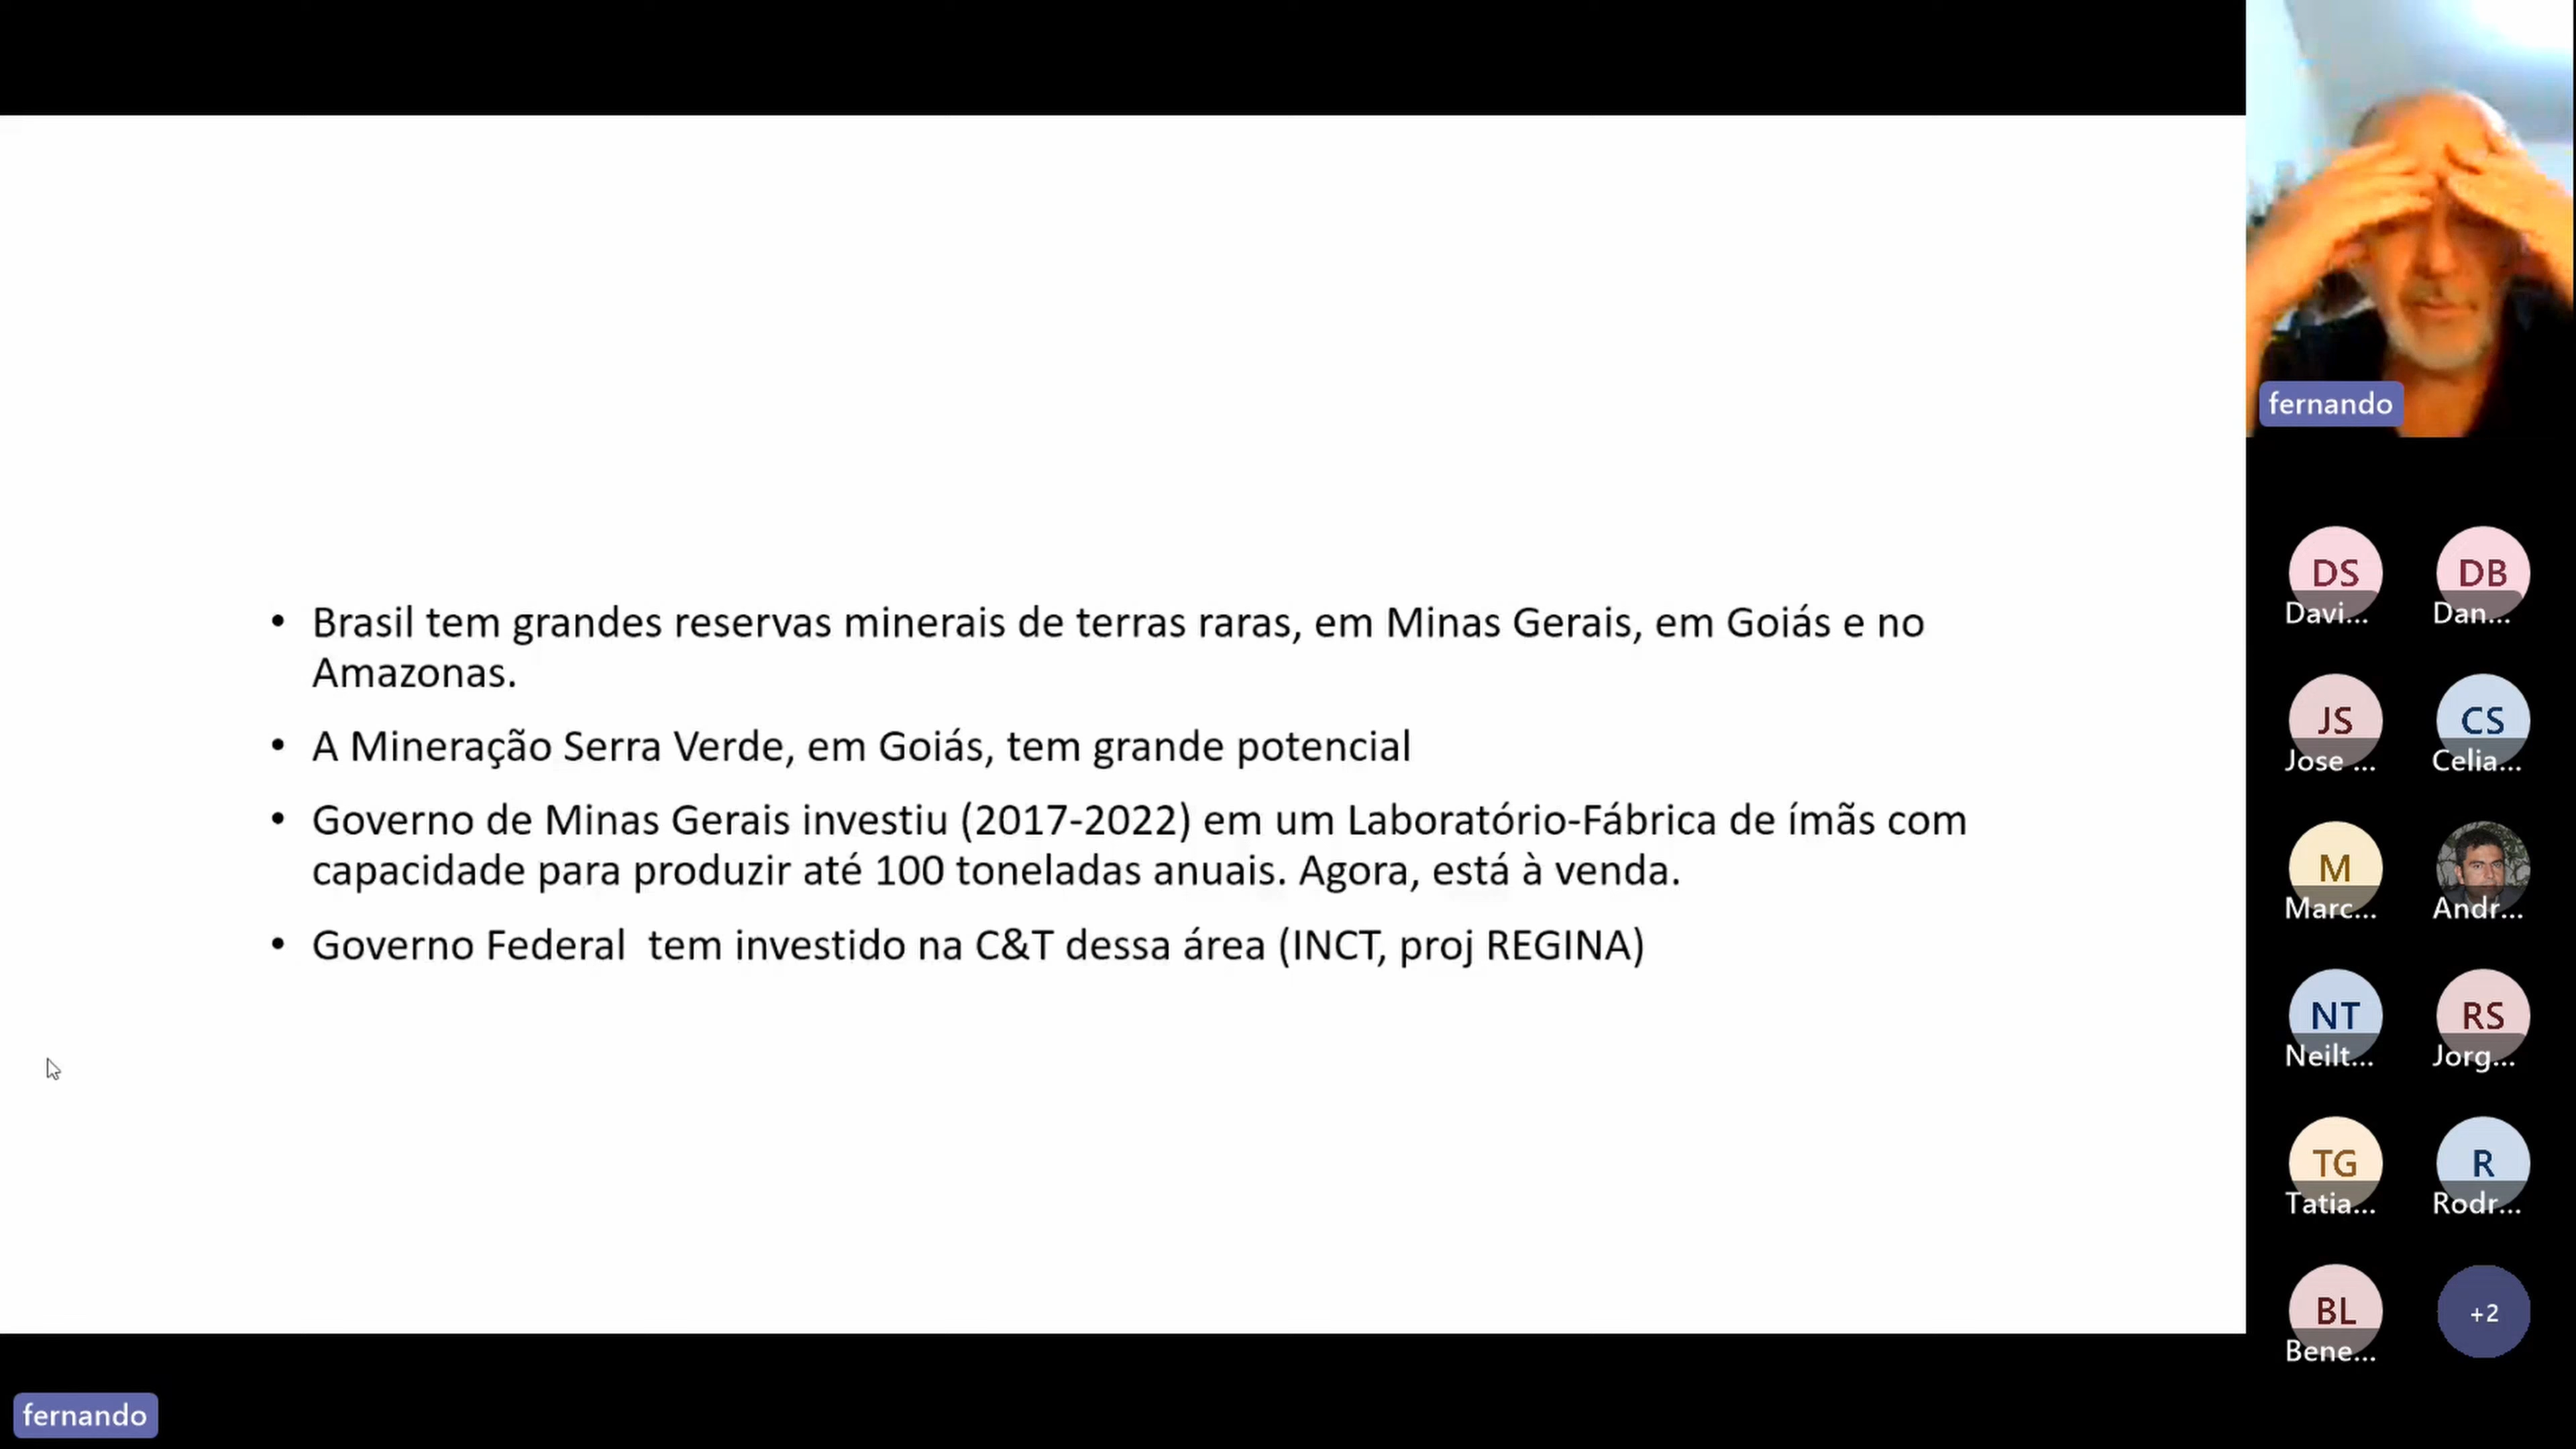 • Brasil tem grandes reservas minerais de terras raras, em Minas Gerais, em Goiás e no
Amazonas.
• A Mineração Serra Verde, em Goiás, tem grande potencial
• Governo de Minas Gerais investiu (2017-2022) em um Laboratório-Fábrica de ímãs com
capacidade para produzir até 100 toneladas anuais. Agora, está à venda.
• Governo Federal  tem investido na C&T dessa área (INCT, proj REGINA)
fernando
DS DB
Davi... Dan...
JS CS
Jose ... Celia...
M
Marc... Andr...
NT RS
Neilt... Jorg...
TG R
Tatia... Rodr...
BL +2
Bene...
fernando